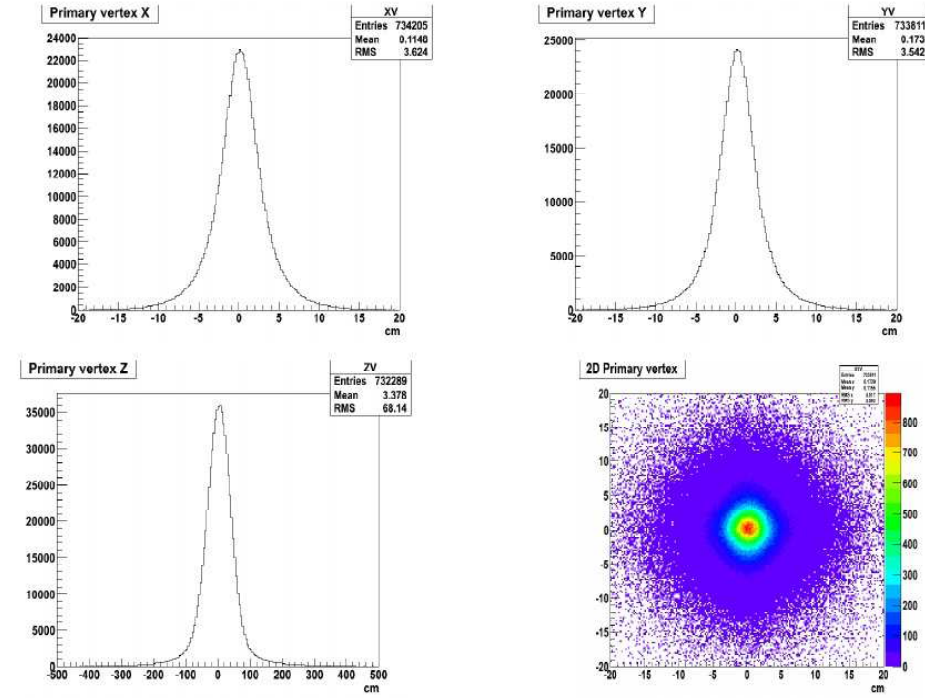 Primary vertex X
XV
Entries 734205
Mean 0.1140
RMS 3.624
24000
22000
20000
18000
16000
14000
12000
10000
8000
6000
4000
2000
0
-20 -15 -10 -5 0 5 10 15 20
cm
Primary vertex Y
YV
Entries 733811
Mean 0.173
RMS 3.542
25000
20000
15000
10000
5000
0
-20 -15 -10 -5 0 5 10 15 20
cm
Primary vertex Z
ZV
Entries 732289
Mean 3.378
RMS 68.14
35000
30000
25000
20000
15000
10000
5000
0
-500 -400 -300 -200 -100 0 100 200 300 400 500
cm
2D Primary vertex
Entries
Mean x
Mean y
RMS x
RMS y
20
15
10
5
0
-5
-10
-15
-20
-20 -15 -10 -5 0 5 10 15 20
cm
800
700
600
500
400
300
200
100
0